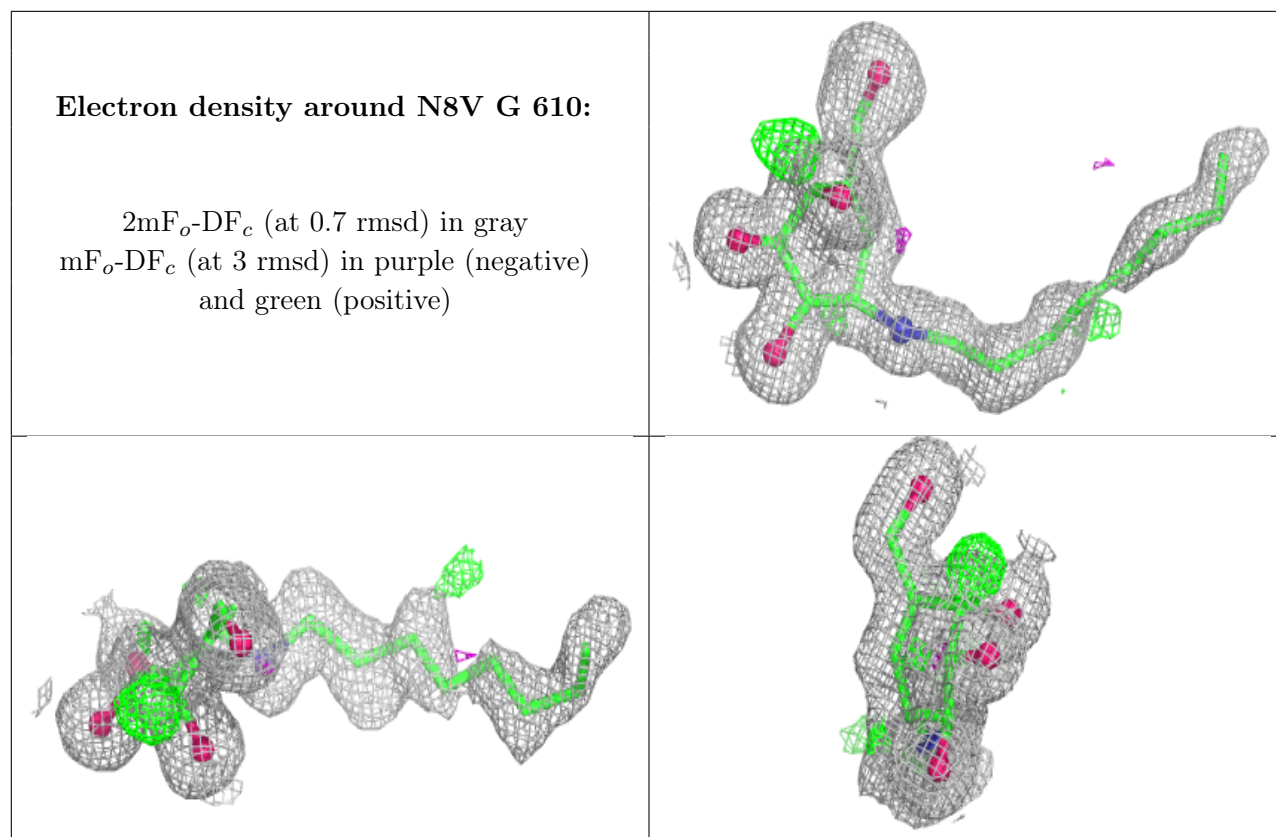 Electron density around N8V G 610:
2mFo-DFc (at 0.7 rmsd) in gray
mFo-DFc (at 3 rmsd) in purple (negative)
and green (positive)